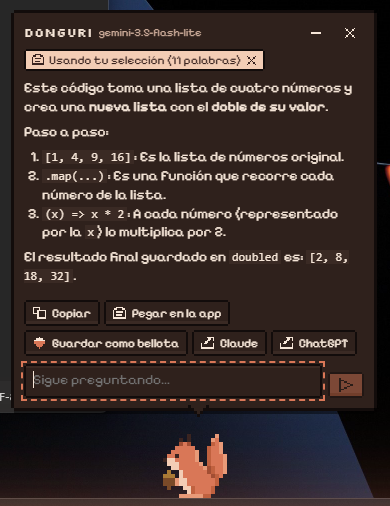 DONGURI gemini-3.5-flash-lite
Usando tu selección (11 palabras)
Este código toma una lista de cuatro números y
crea una nueva lista con el doble de su valor.
Paso a paso:
1. [1, 4, 9, 16]: Es la lista de números original.
2. .map(...): Es una función que recorre cada
número de la lista.
3. (x) => x * 2: A cada número (representado
por la x) lo multiplica por 2.
El resultado final guardado en doubled es: [2, 8,
18, 32].
Copiar
Pegar en la app
Guardar como bellota
Claude
ChatGPT
Sigue preguntando...